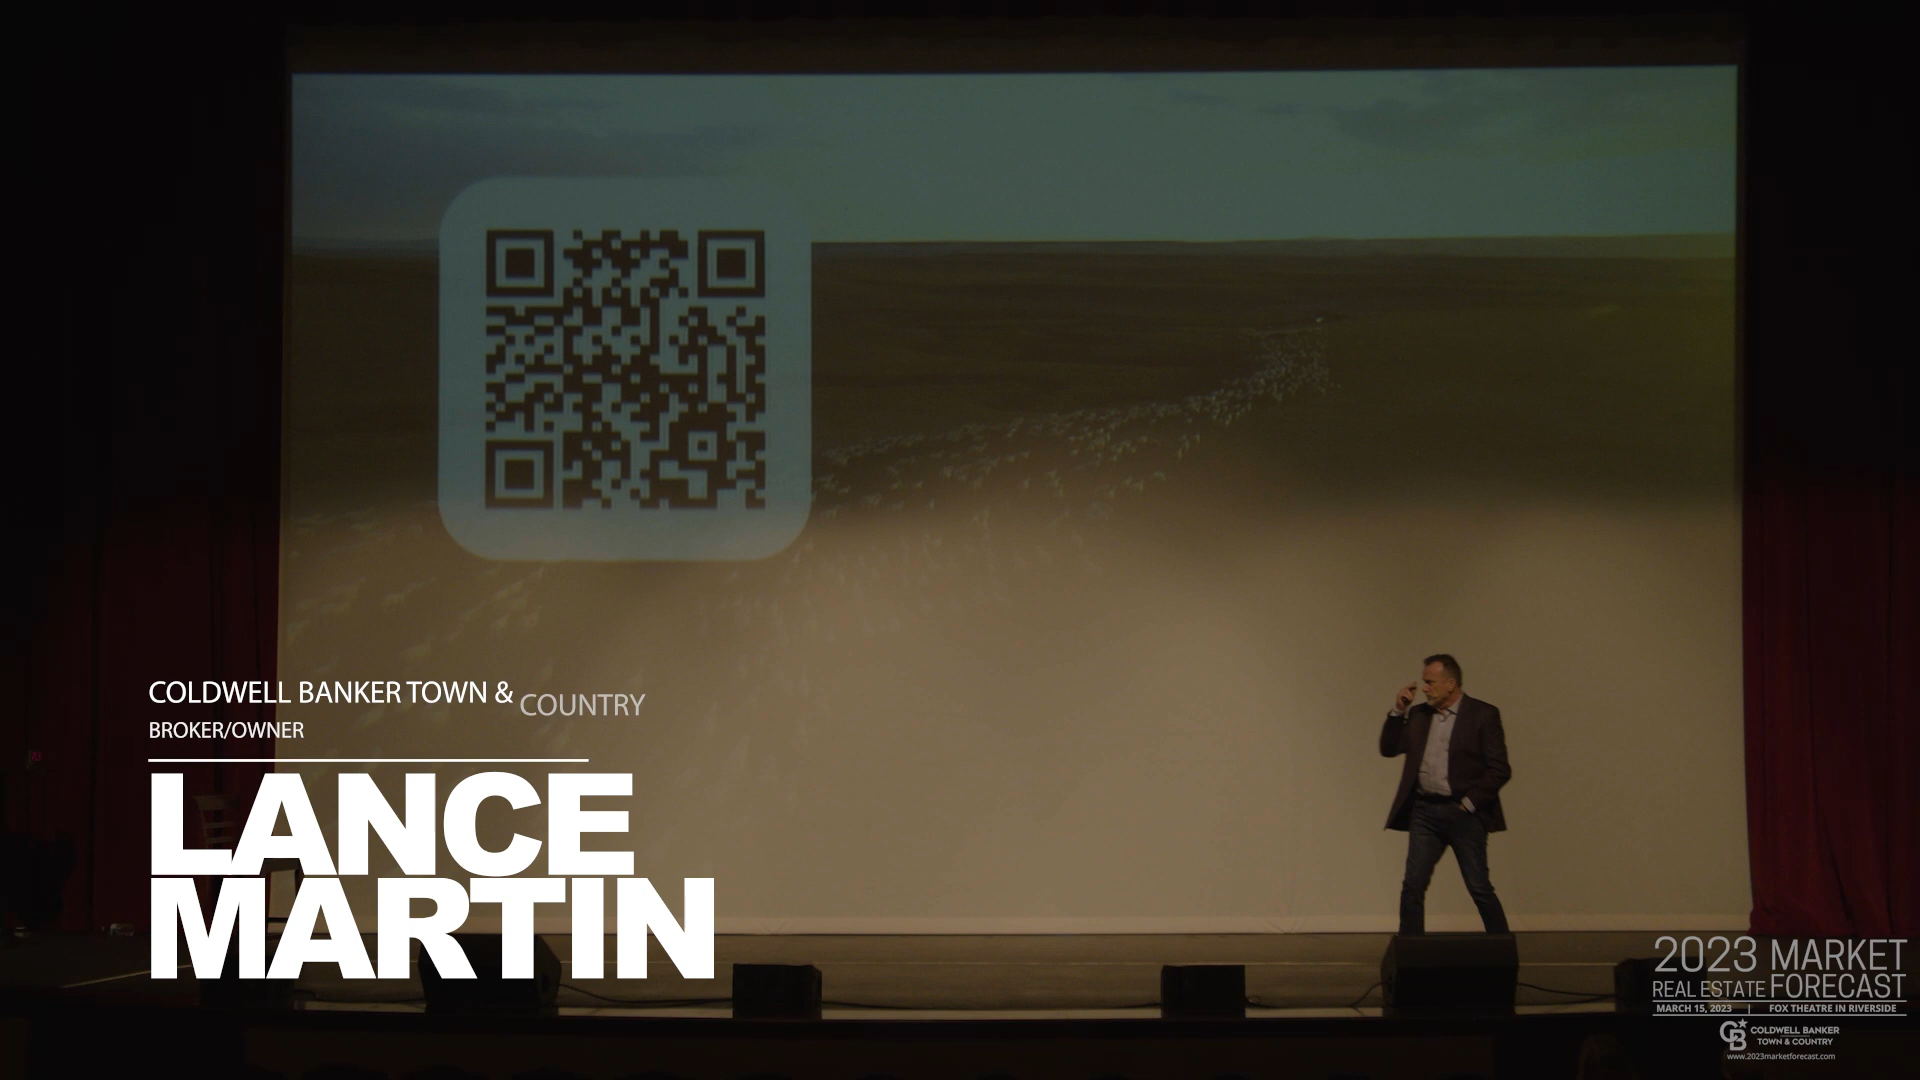 COLDWELL BANKER TOWN & COUNTRY
BROKER/OWNER
LANCE
MARTIN
2023 MARKET
REAL ESTATE FORECAST
MARCH 15, 2023 | FOX THEATRE IN RIVERSIDE
CB COLDWELL BANKER
TOWN & COUNTRY
www.2023marketforecast.com